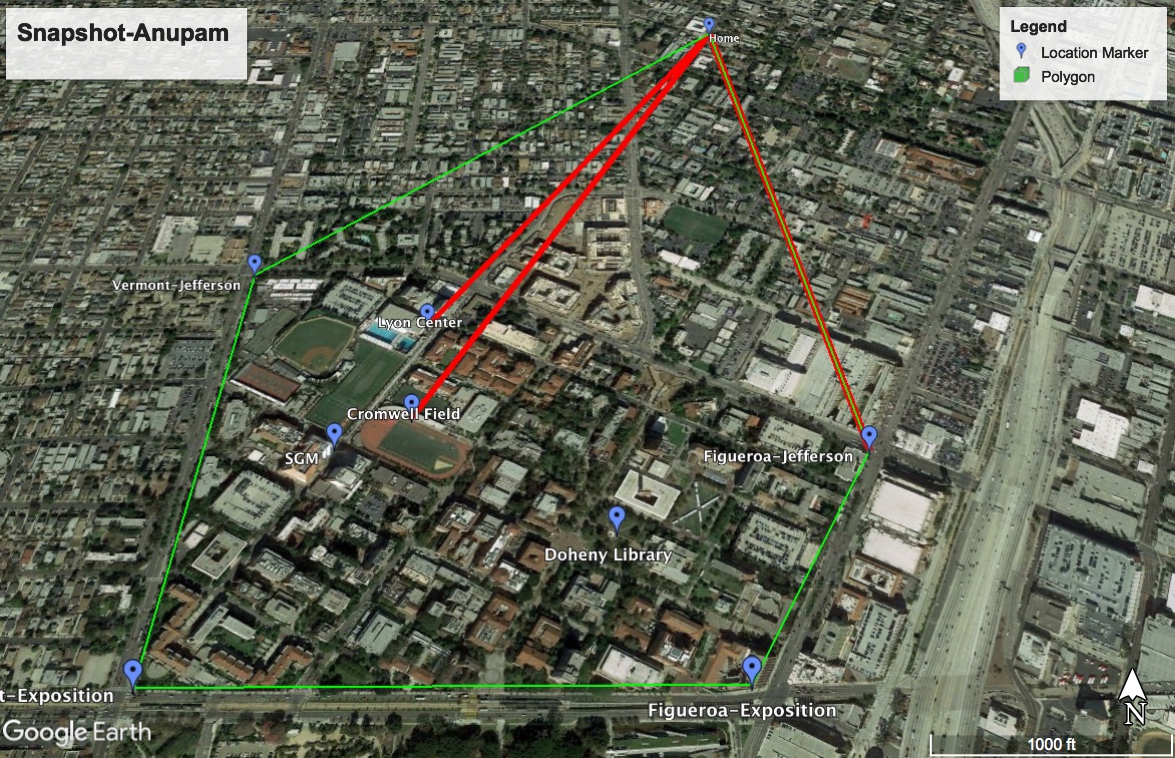 Snapshot-Anupam
Legend
Location Marker
Polygon
Home
Vermont-Jefferson
Lyon Center
Cromwell Field
SGM
Figueroa-Jefferson
Doheny Library
t-Exposition
Figueroa-Exposition
Google Earth
N
1000 ft